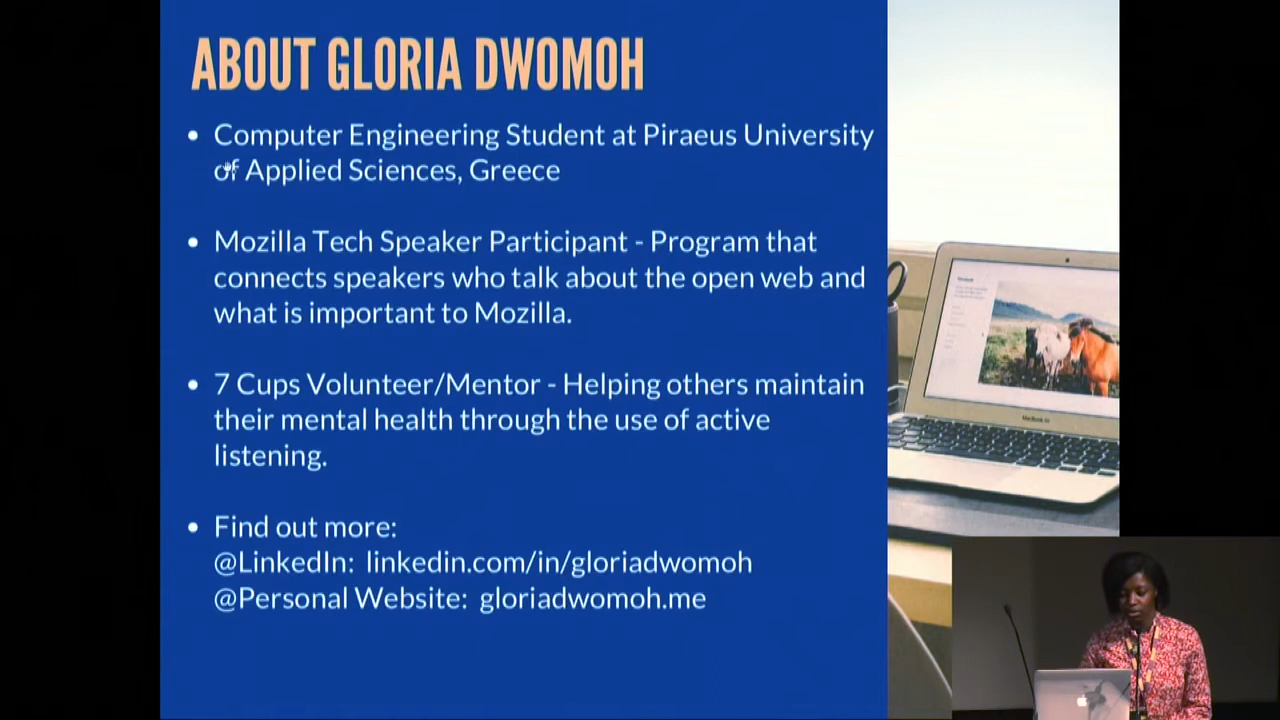 ABOUT GLORIA DWOMOH
• Computer Engineering Student at Piraeus University
of Applied Sciences, Greece
• Mozilla Tech Speaker Participant - Program that
connects speakers who talk about the open web and
what is important to Mozilla.
• 7 Cups Volunteer/Mentor - Helping others maintain
their mental health through the use of active
listening.
• Find out more:
@LinkedIn: linkedin.com/in/gloriadwomoh
@Personal Website: gloriadwomoh.me
MacBook Air